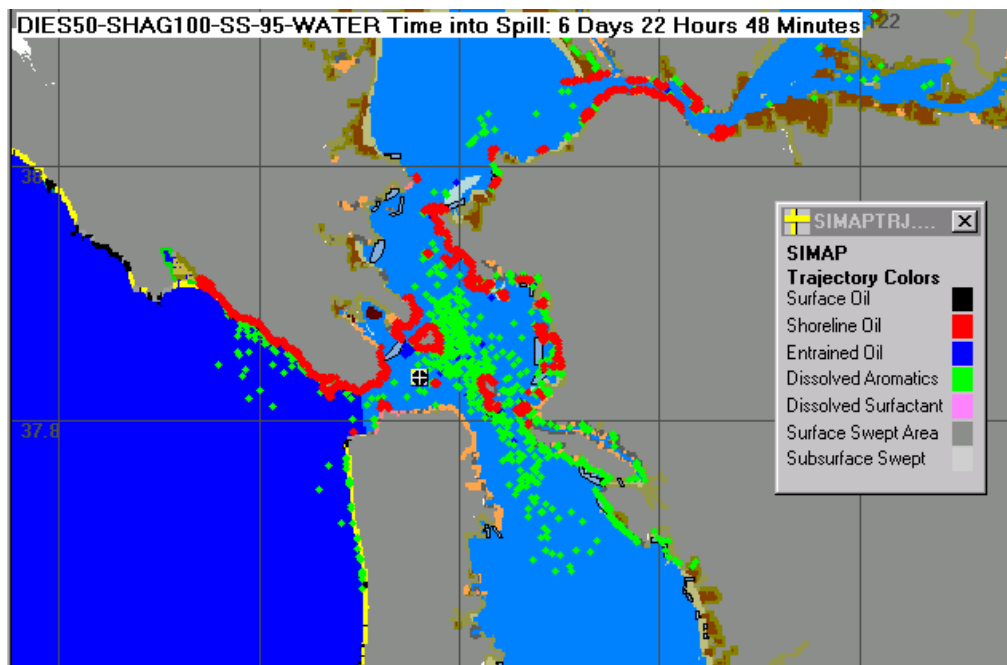 DIES50-SHAG100-SS-95-WATER Time into Spill: 6 Days 22 Hours 48 Minutes
122
38
37.8
SIMAPTRJ....
SIMAP
Trajectory Colors
Surface Oil
Shoreline Oil
Entrained Oil
Dissolved Aromatics
Dissolved Surfactant
Surface Swept Area
Subsurface Swept